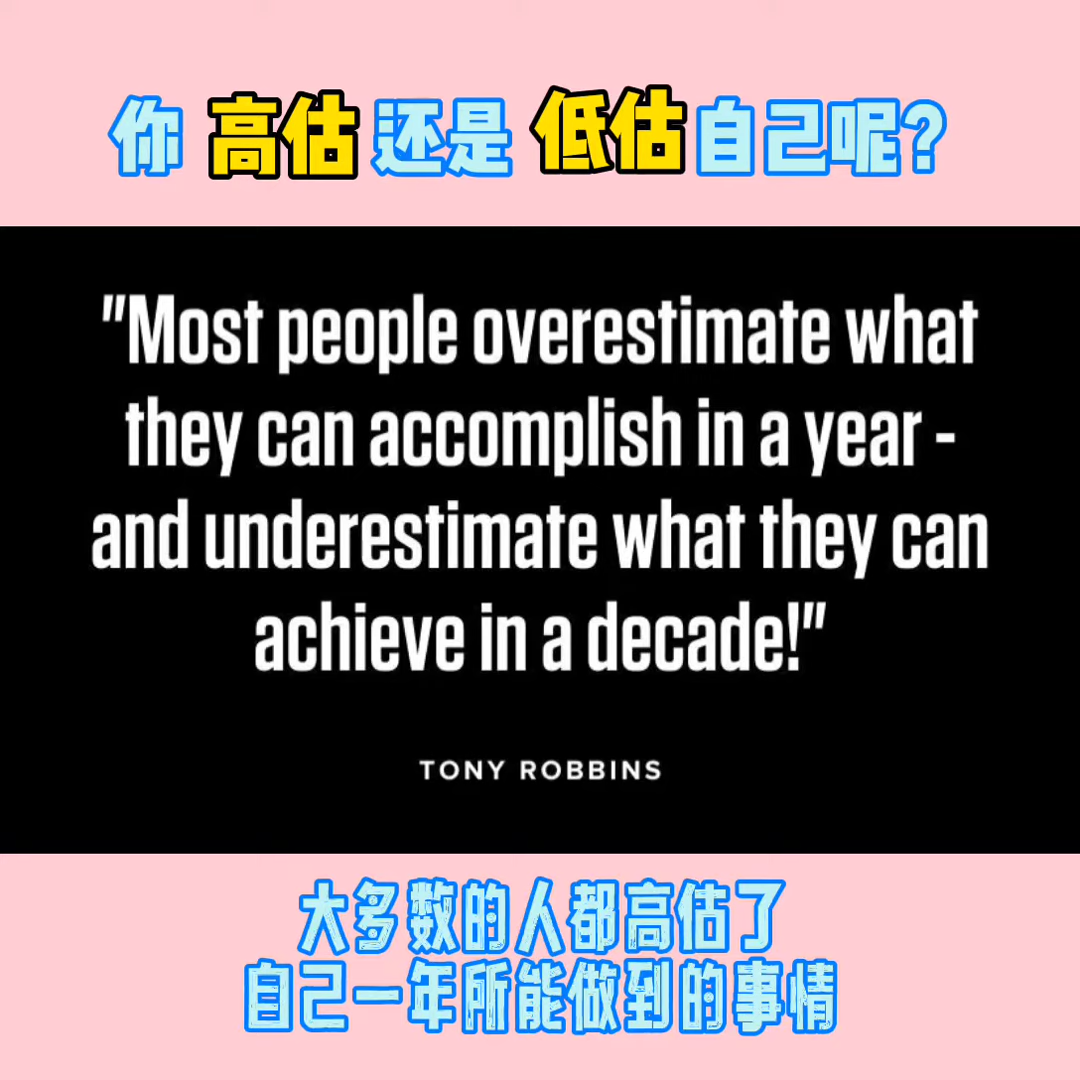 你 高估 还是 低估 自己呢?
"Most people overestimate what
they can accomplish in a year -
and underestimate what they can
achieve in a decade!"
TONY ROBBINS
大多数的人都高估了
自己一年所能做到的事情